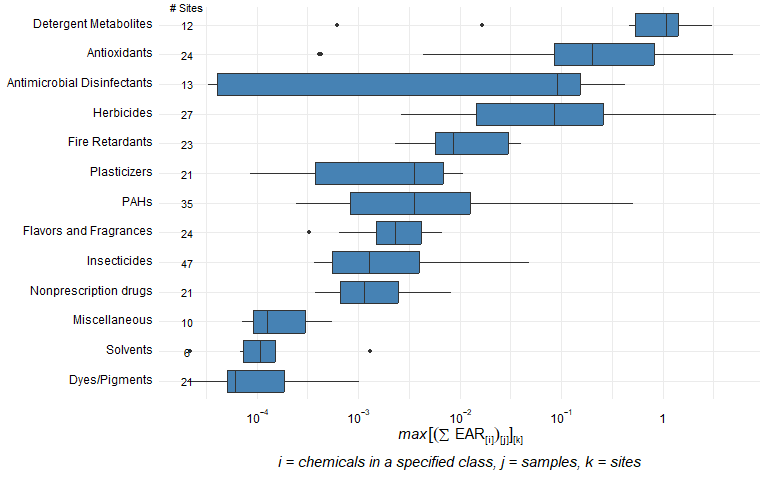 # Sites
Detergent Metabolites 12
Antioxidants 24
Antimicrobial Disinfectants 13
Herbicides 27
Fire Retardants 23
Plasticizers 21
PAHs 35
Flavors and Fragrances 24
Insecticides 47
Nonprescription drugs 21
Miscellaneous 10
Solvents 6
Dyes/Pigments 21
10⁻⁴ 10⁻³ 10⁻² 10⁻¹ 1
max[(Σ EAR[i])[j]][k]
i = chemicals in a specified class, j = samples, k = sites